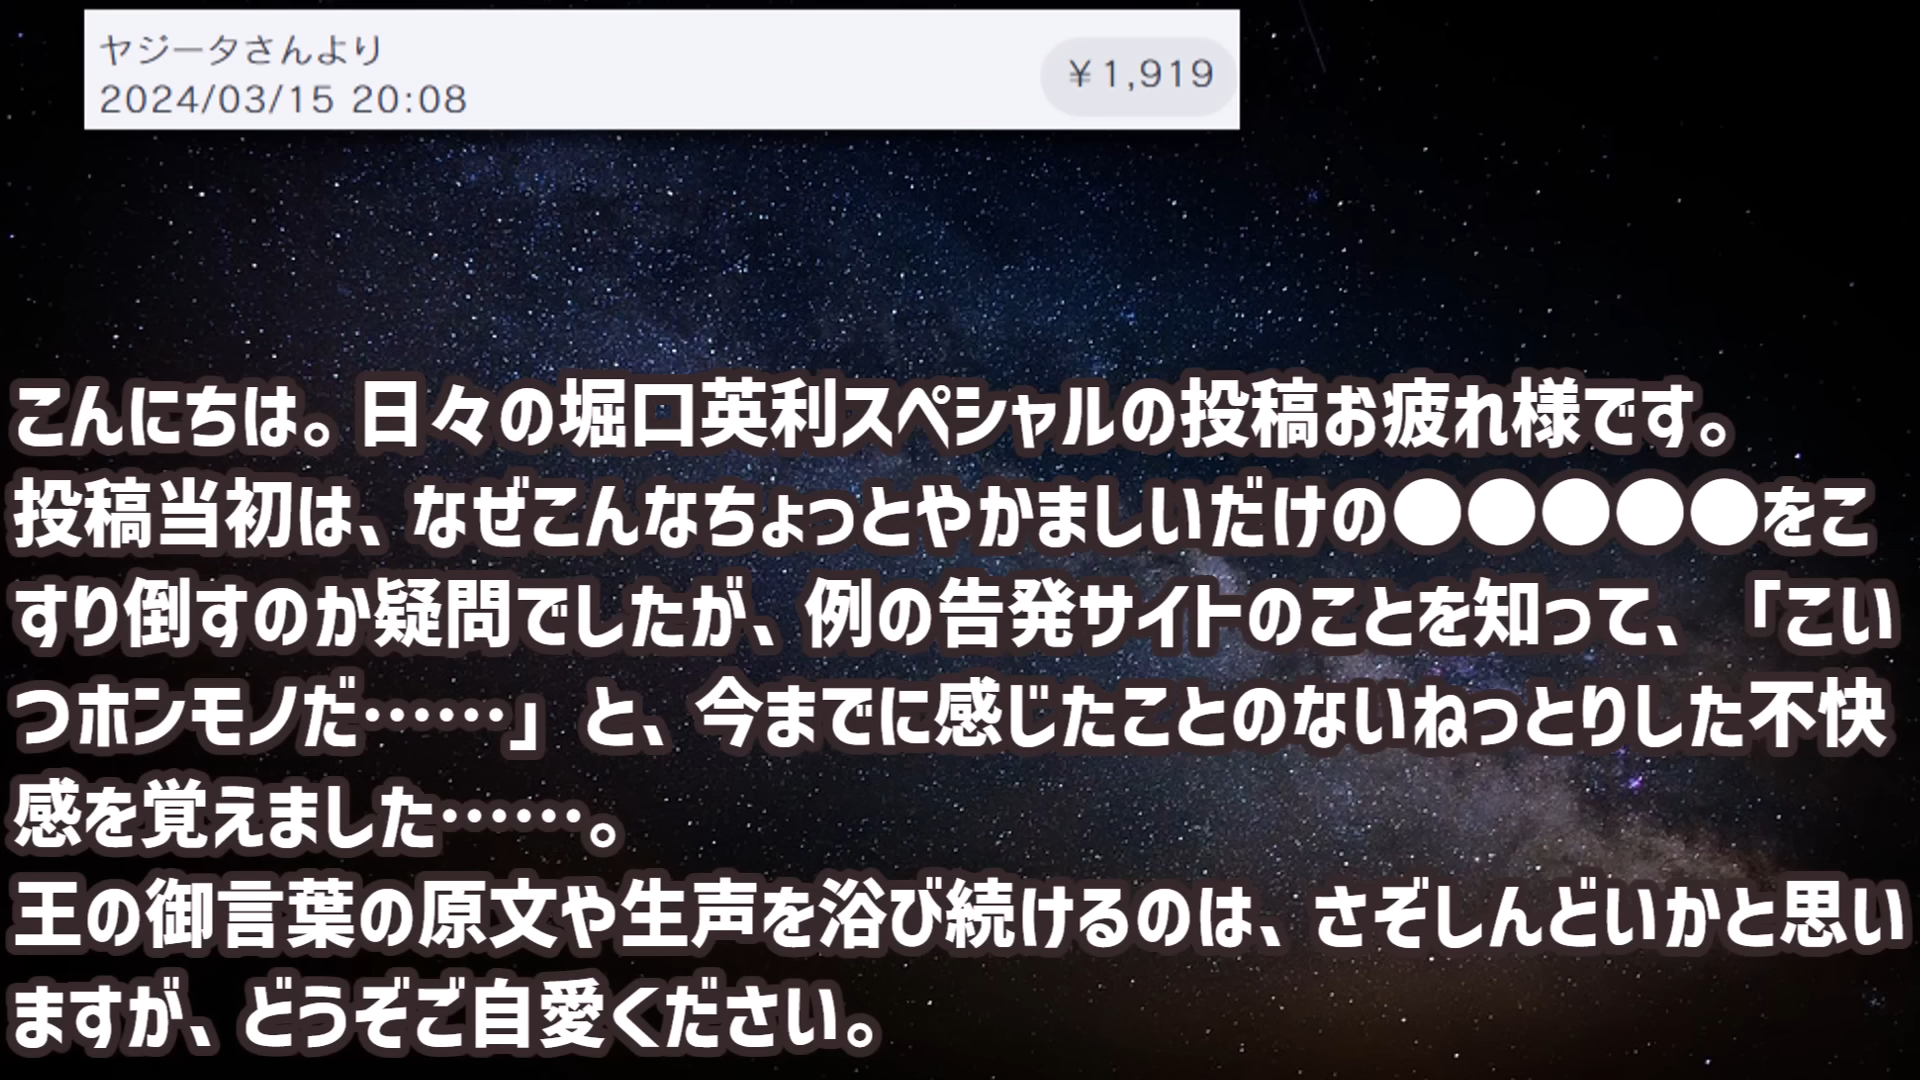 ヤジータさんより
2024/03/15 20:08
￥1,919
こんにちは。日々の堀口英利スペシャルの投稿お疲れ様です。
投稿当初は、なぜこんなちょっとやかましいだけの●●●●●をこ
すり倒すのか疑問でしたが、例の告発サイトのことを知って、「こい
つホンモノだ……」と、今までに感じたことのないねっとりした不快
感を覚えました……。
王の御言葉の原文や生声を浴び続けるのは、さぞしんどいかと思い
ますが、どうぞご自愛ください。